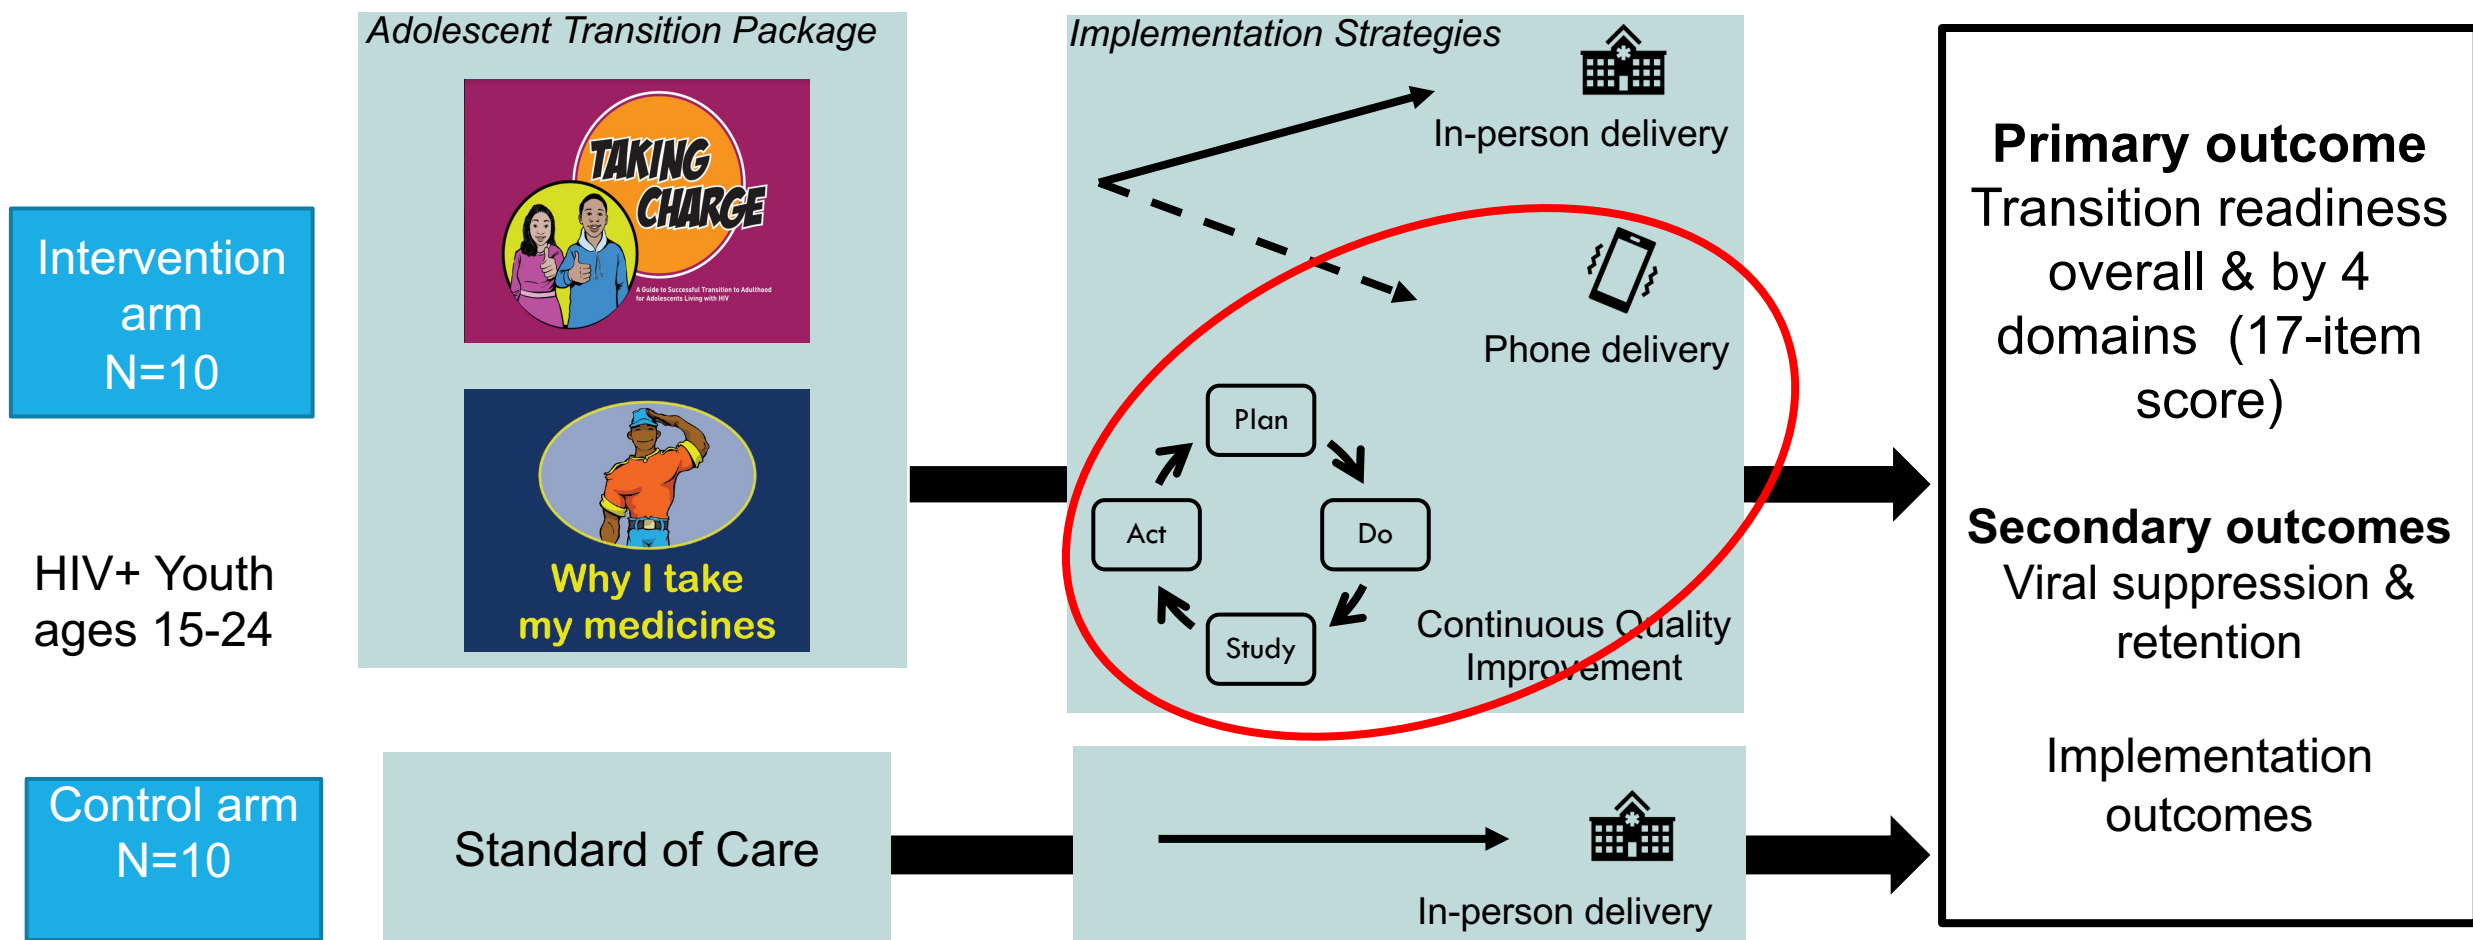 Adolescent Transition Package
TAKING
CHARGE
A Guide to Successful Transition to Adulthood
for Adolescents Living with HIV
Why I take
my medicines
Implementation Strategies
In-person delivery
Phone delivery
Plan
Do
Study
Act
Continuous Quality
Improvement
Intervention
arm
N=10
HIV+ Youth
ages 15-24
Control arm
N=10
Standard of Care
In-person delivery
Primary outcome
Transition readiness
overall & by 4
domains (17-item
score)
Secondary outcomes
Viral suppression &
retention
Implementation
outcomes